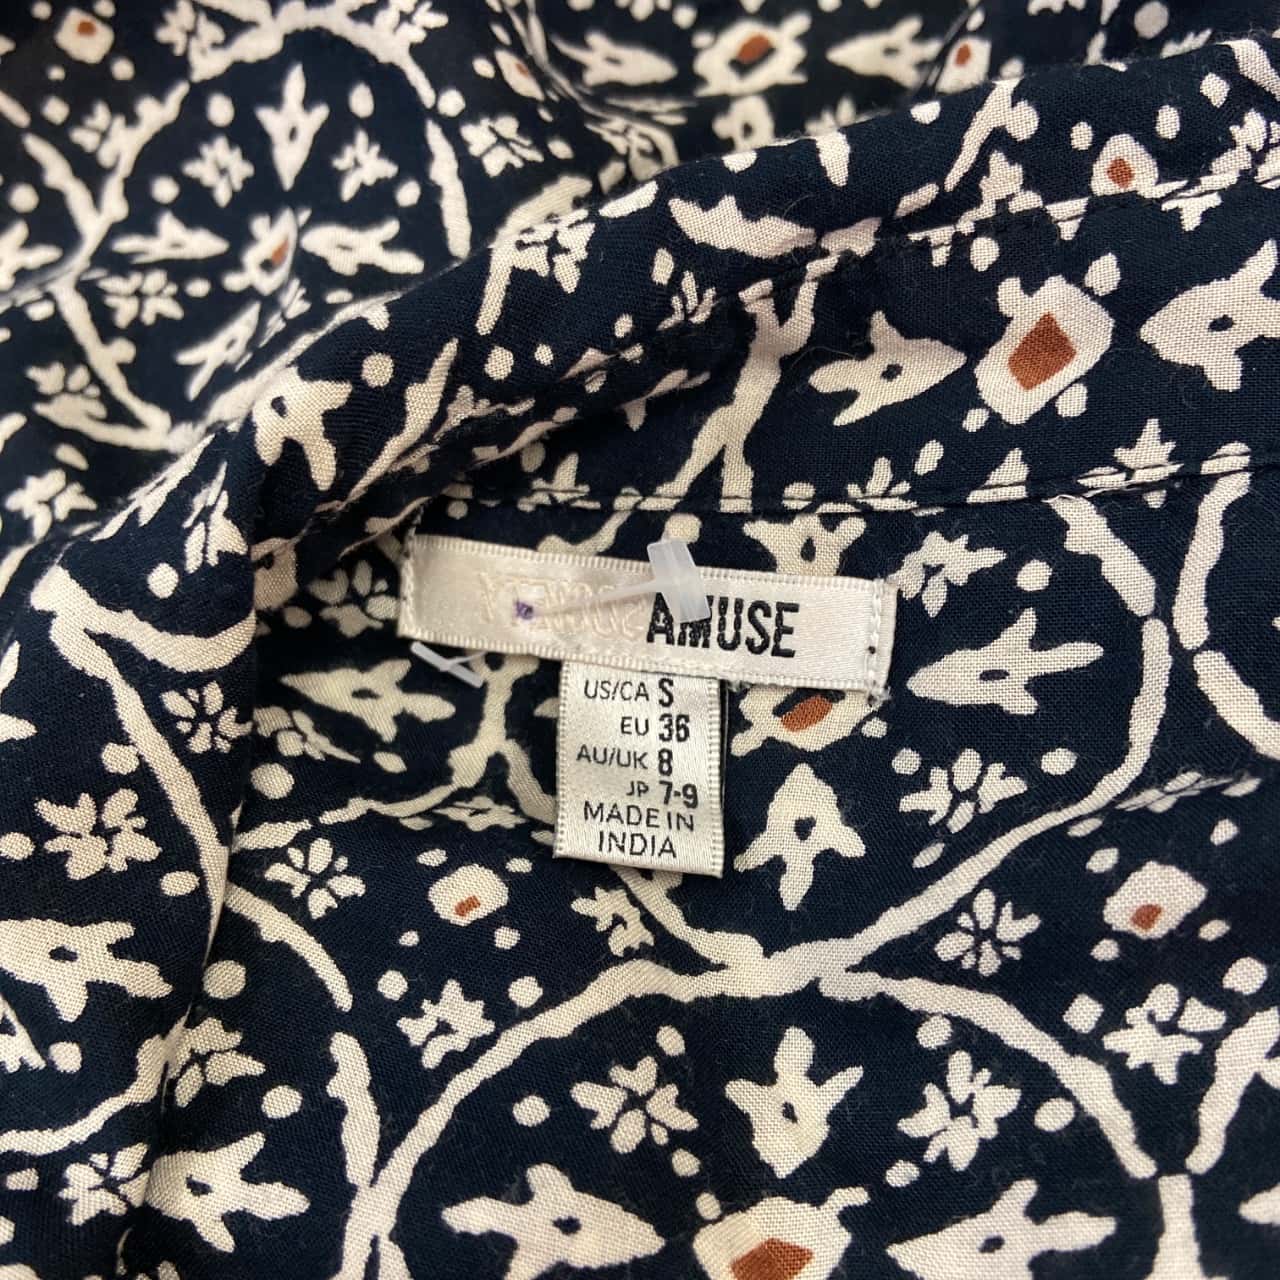 AMUSE
US/CA S
EU 36
AU/UK 8
JP 7-9
MADE IN
INDIA